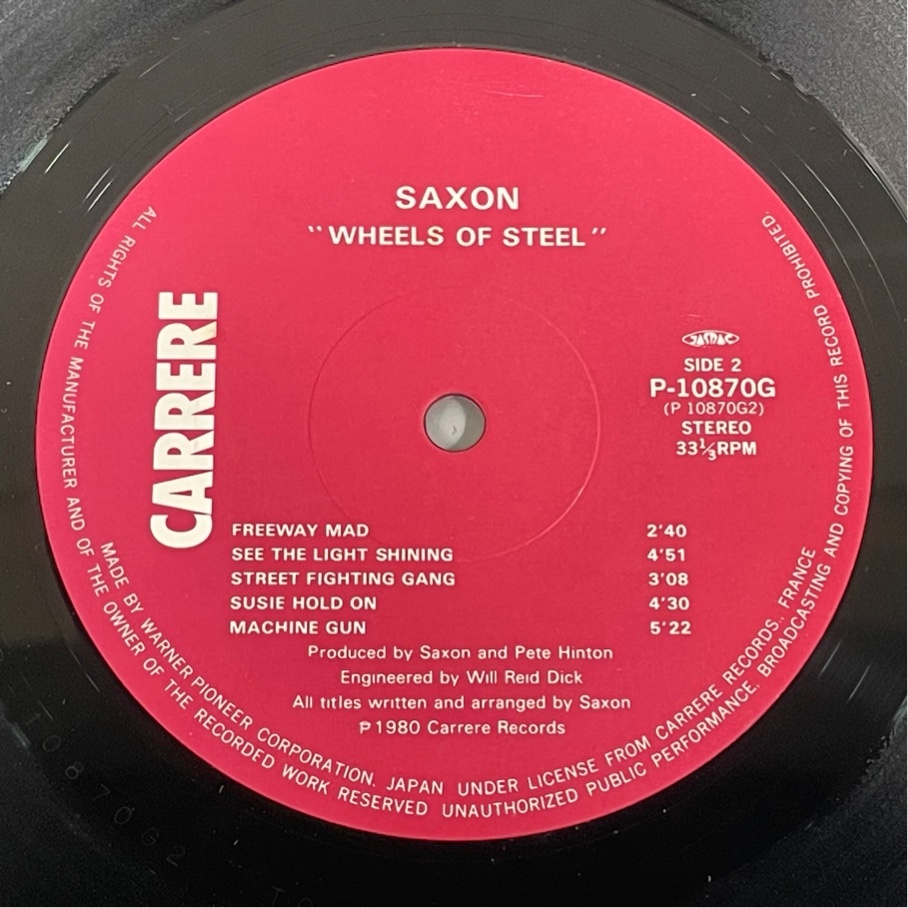 SAXON
"WHEELS OF STEEL"
CARRERE
JASRAC
SIDE 2
P-10870G
(P 10870G2)
STEREO
33⅓RPM
FREEWAY MAD 2'40
SEE THE LIGHT SHINING 4'51
STREET FIGHTING GANG 3'08
SUSIE HOLD ON 4'30
MACHINE GUN 5'22
Produced by Saxon and Pete Hinton
Engineered by Will Reid Dick
All titles written and arranged by Saxon
℗1980 Carrere Records
MADE BY WARNER PIONEER CORPORATION, JAPAN UNDER LICENSE FROM CARRERE RECORDS, FRANCE
ALL RIGHTS OF THE MANUFACTURER AND OF THE OWNER OF THE RECORDED WORK RESERVED UNAUTHORIZED PUBLIC PERFORMANCE, BROADCASTING AND COPYING OF THIS RECORD PROHIBITED.
10870G2